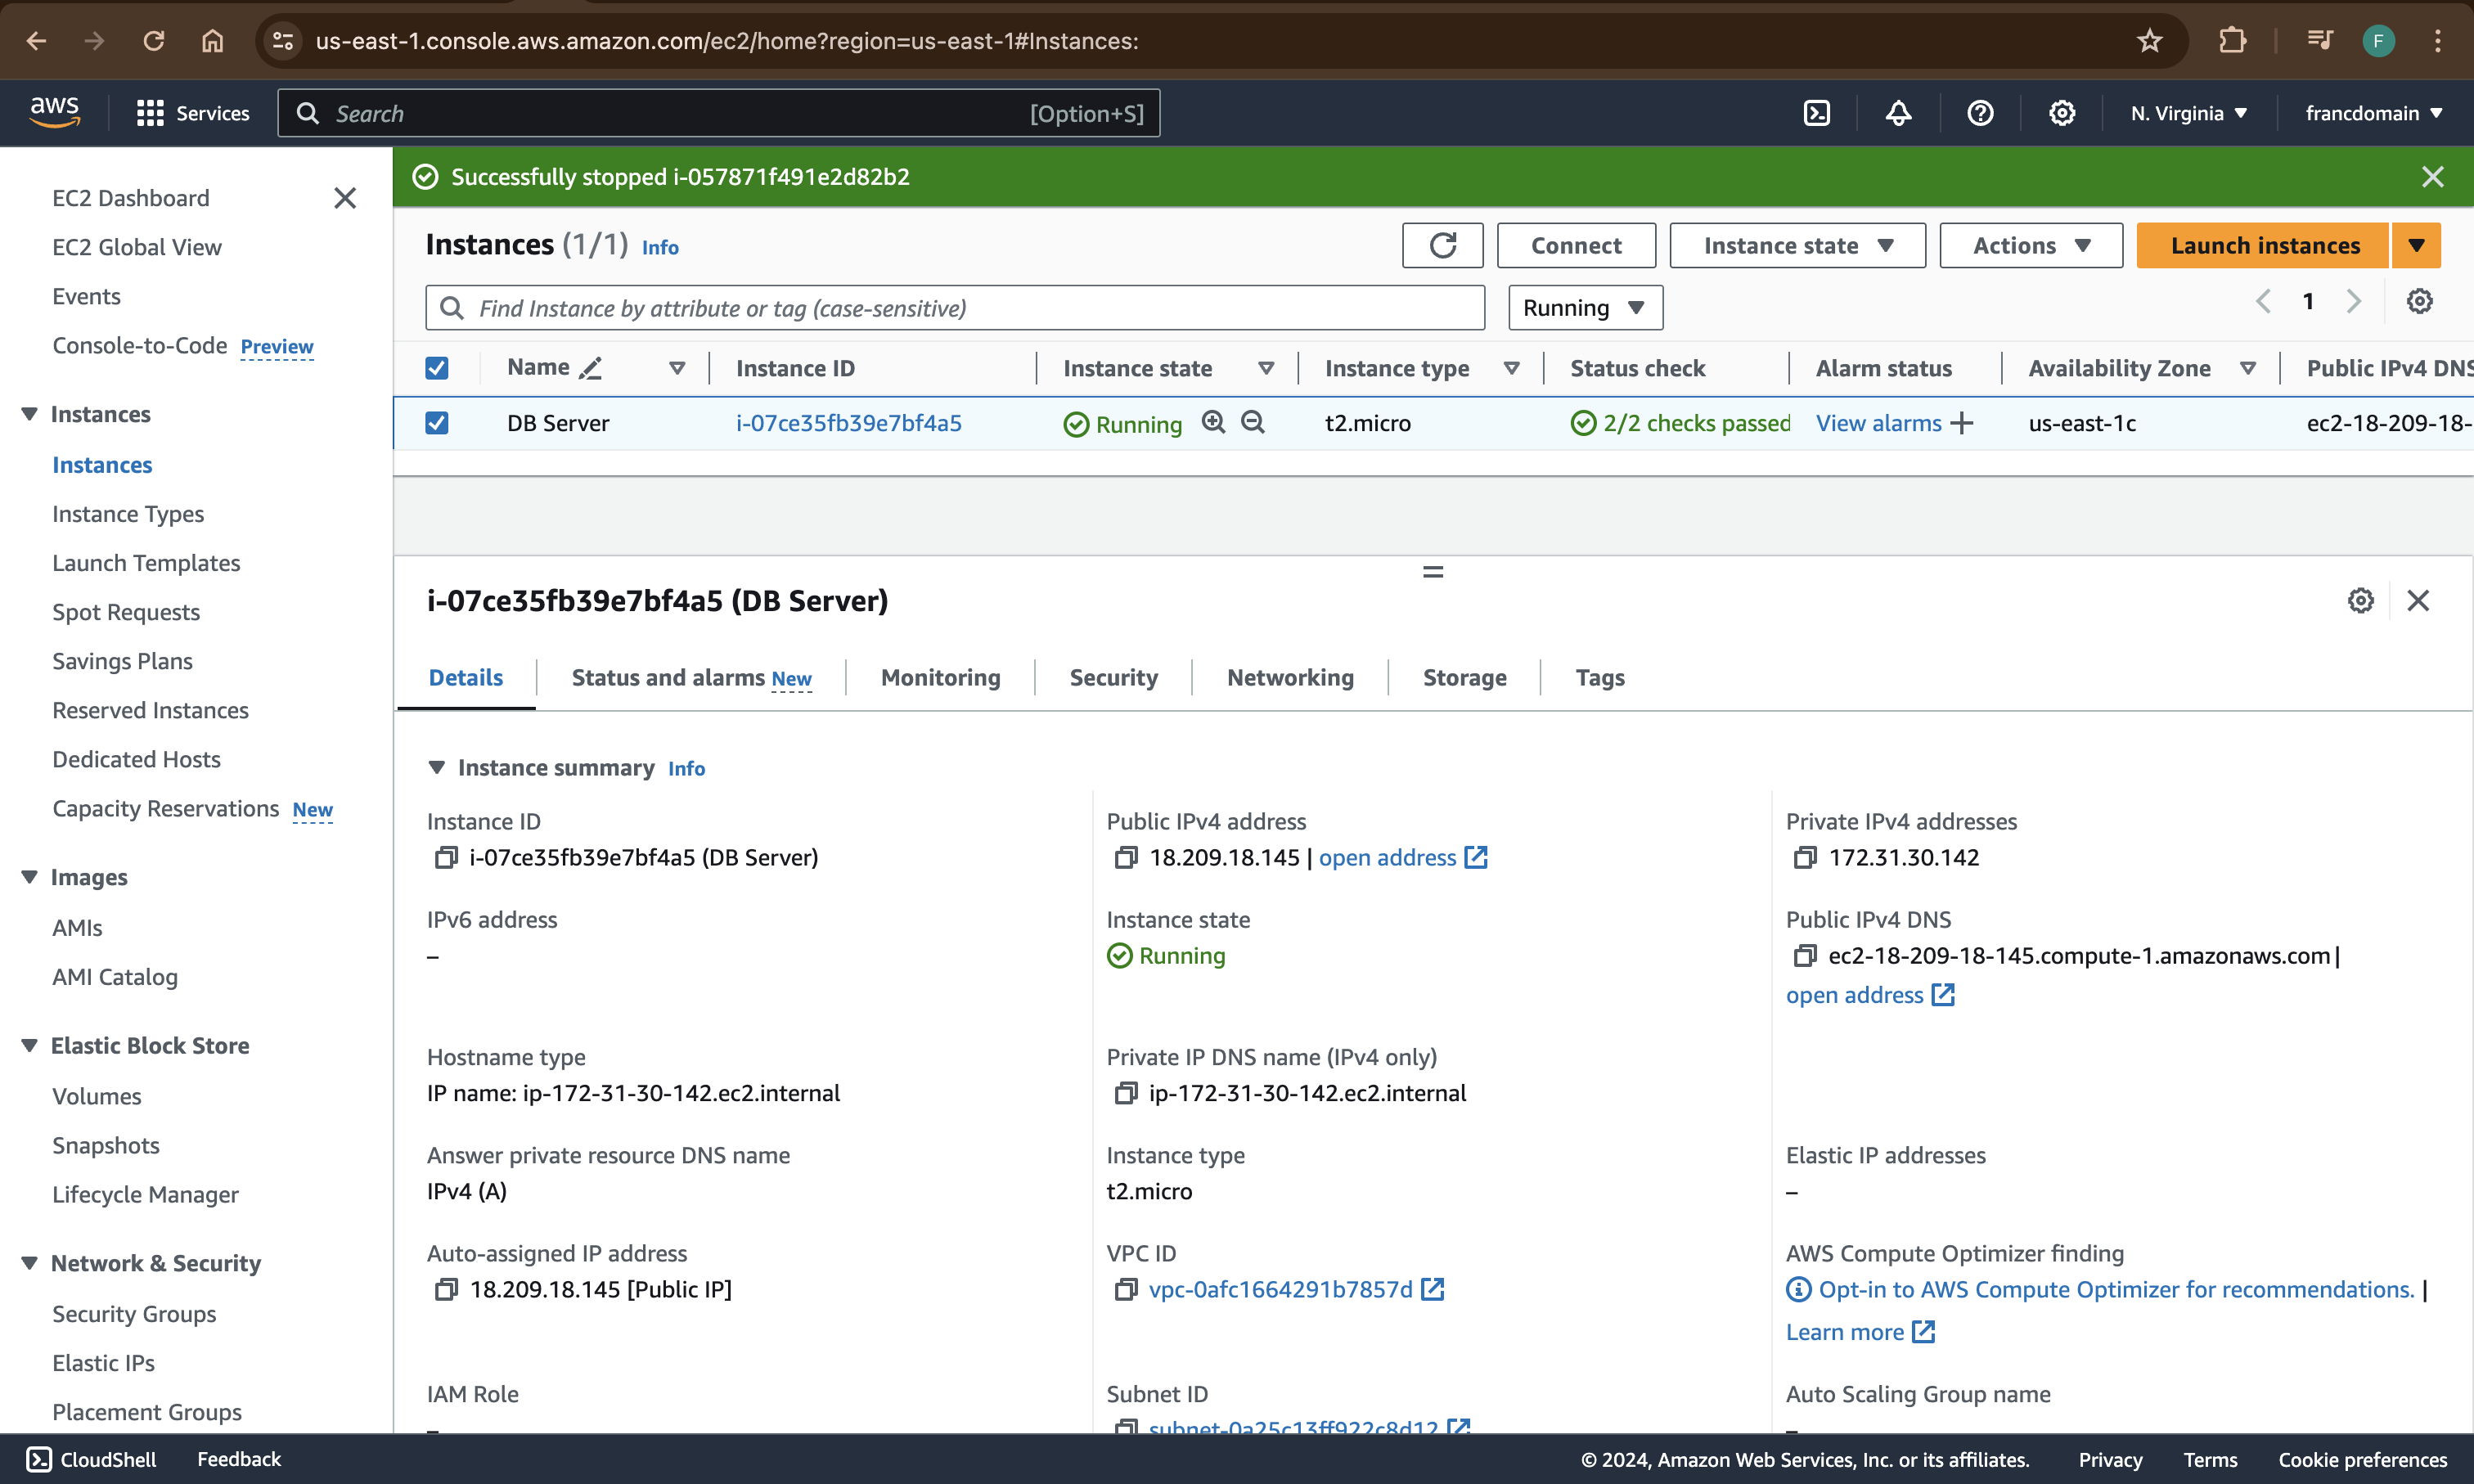 us-east-1.console.aws.amazon.com/ec2/home?region=us-east-1#Instances:
F
aws
Services
Search
[Option+S]
N. Virginia
francdomain
EC2 Dashboard
EC2 Global View
Events
Console-to-Code Preview
Instances
Instances
Instance Types
Launch Templates
Spot Requests
Savings Plans
Reserved Instances
Dedicated Hosts
Capacity Reservations New
Images
AMIs
AMI Catalog
Elastic Block Store
Volumes
Snapshots
Lifecycle Manager
Network & Security
Security Groups
Elastic IPs
Placement Groups
Successfully stopped i-057871f491e2d82b2
Instances (1/1) Info
Connect
Instance state
Actions
Launch instances
Find Instance by attribute or tag (case-sensitive)
Running
1
Name Instance ID Instance state Instance type Status check Alarm status Availability Zone Public IPv4 DNS
DB Server i-07ce35fb39e7bf4a5 Running t2.micro 2/2 checks passed View alarms + us-east-1c ec2-18-209-18-
i-07ce35fb39e7bf4a5 (DB Server)
Details
Status and alarms New
Monitoring
Security
Networking
Storage
Tags
Instance summary Info
Instance ID
i-07ce35fb39e7bf4a5 (DB Server)
Public IPv4 address
18.209.18.145 | open address
Private IPv4 addresses
172.31.30.142
IPv6 address
–
Instance state
Running
Public IPv4 DNS
ec2-18-209-18-145.compute-1.amazonaws.com |
open address
Hostname type
IP name: ip-172-31-30-142.ec2.internal
Private IP DNS name (IPv4 only)
ip-172-31-30-142.ec2.internal
Answer private resource DNS name
IPv4 (A)
Instance type
t2.micro
Elastic IP addresses
–
Auto-assigned IP address
18.209.18.145 [Public IP]
VPC ID
vpc-0afc1664291b7857d
AWS Compute Optimizer finding
Opt-in to AWS Compute Optimizer for recommendations. |
Learn more
IAM Role
–
Subnet ID
subnet-0a25c13ff922c8d12
Auto Scaling Group name
–
CloudShell
Feedback
© 2024, Amazon Web Services, Inc. or its affiliates.
Privacy
Terms
Cookie preferences